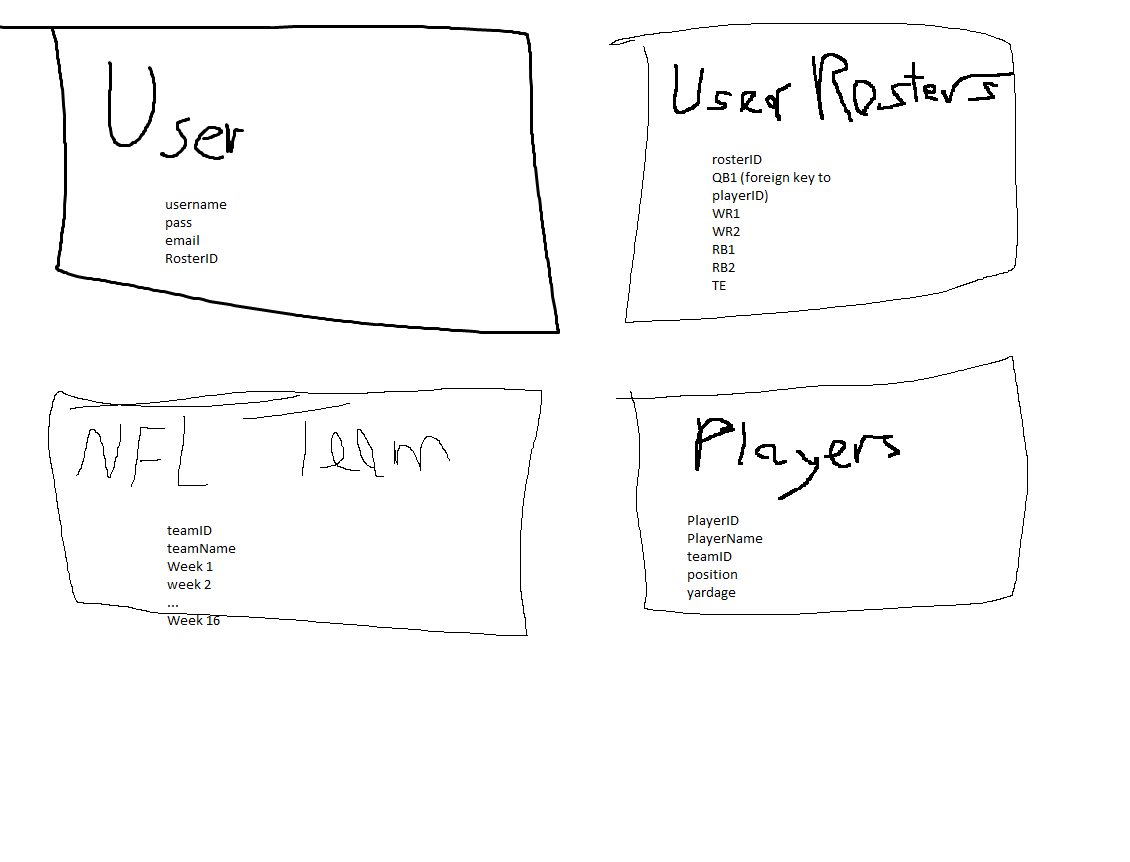 User
username
pass
email
RosterID
User Rosters
rosterID
QB1 (foreign key to
playerID)
WR1
WR2
RB1
RB2
TE
NFL Team
teamID
teamName
Week 1
week 2
...
Week 16
Players
PlayerID
PlayerName
teamID
position
yardage